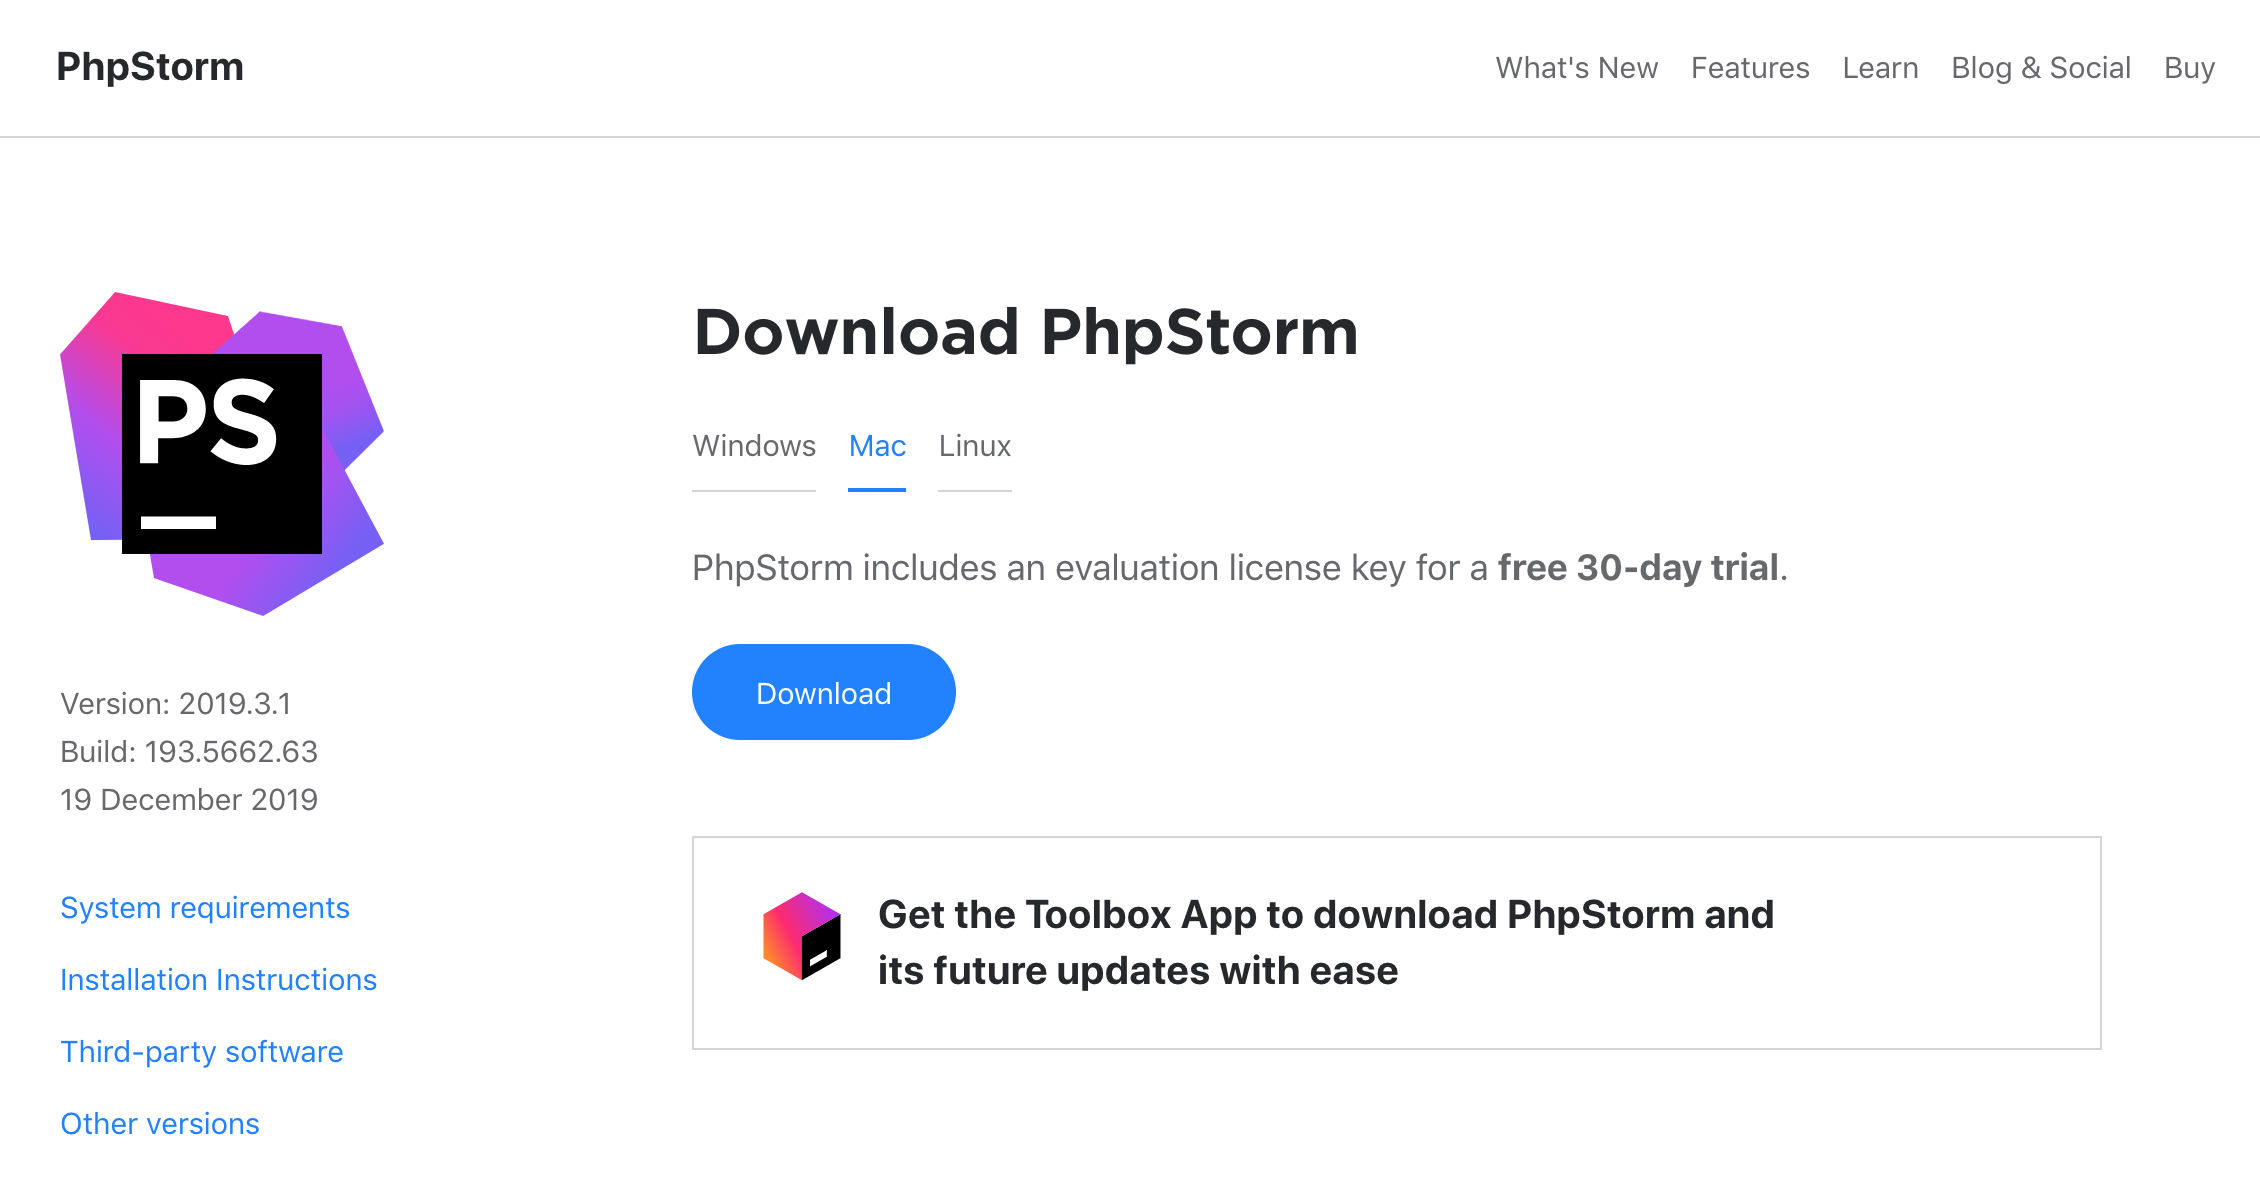 PhpStorm
What's New Features Learn Blog & Social Buy
PS
Version: 2019.3.1
Build: 193.5662.63
19 December 2019
System requirements
Installation Instructions
Third-party software
Other versions
Download PhpStorm
Windows Mac Linux
PhpStorm includes an evaluation license key for a free 30-day trial.
Download
Get the Toolbox App to download PhpStorm and
its future updates with ease